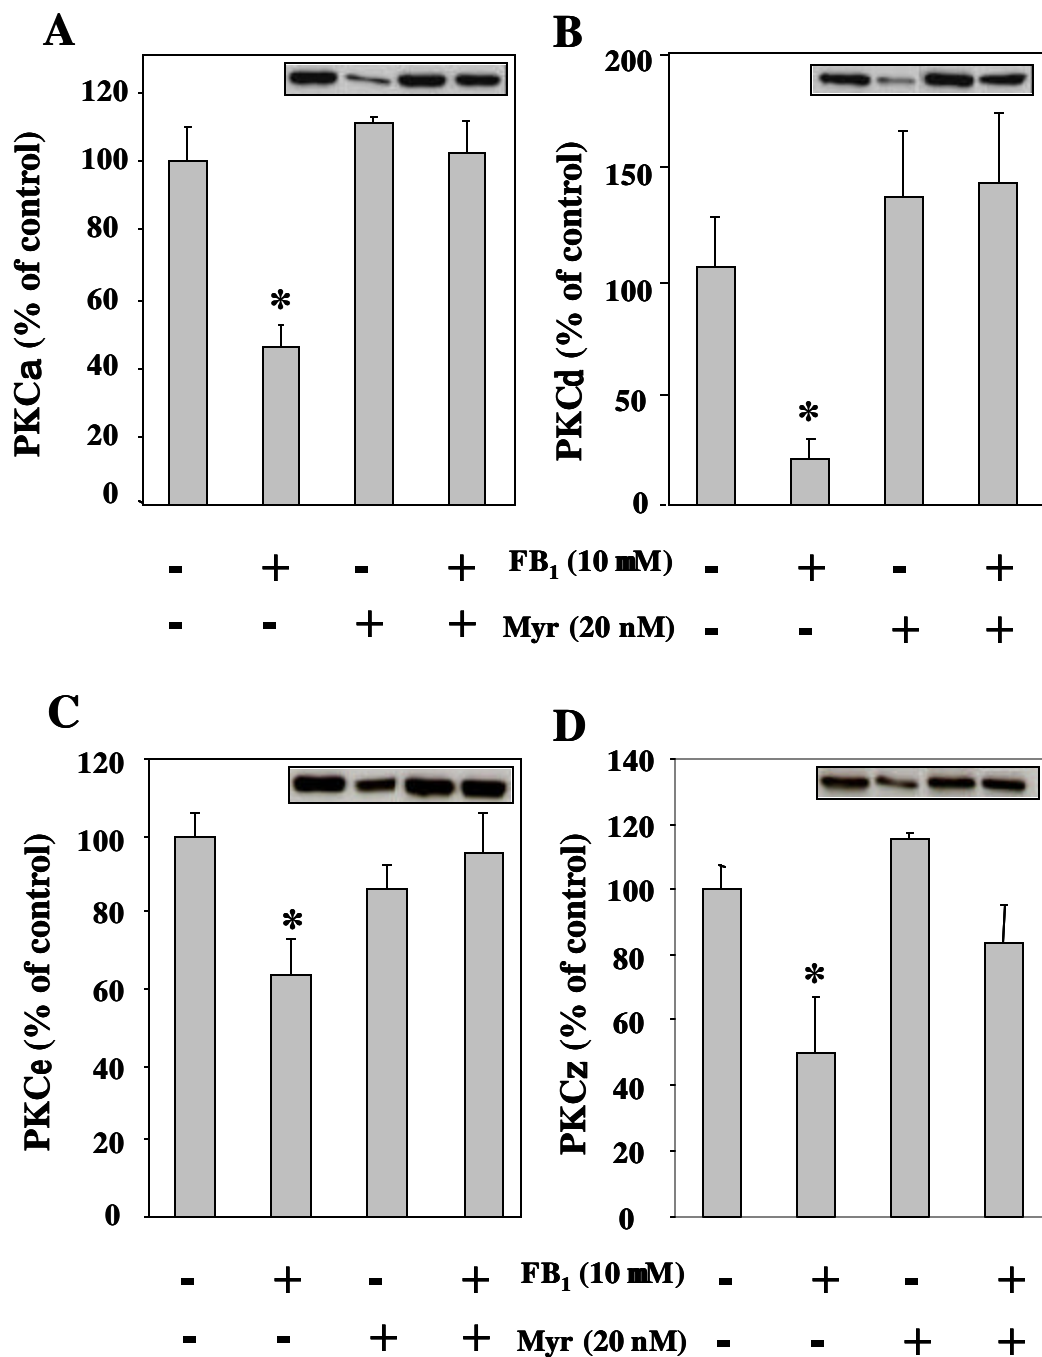 A
PKCa (% of control)
120
100
80
60
40
20
0
*
B
PKCd (% of control)
200
150
100
50
0
*
- + - + FB1 (10 mM) - + - +
- - + + Myr (20 nM) - - + +
C
PKCe (% of control)
120
100
80
60
40
20
0
*
D
PKCz (% of control)
140
120
100
80
60
40
20
0
*
- + - + FB1 (10 mM) - + - +
- - + + Myr (20 nM) - - + +